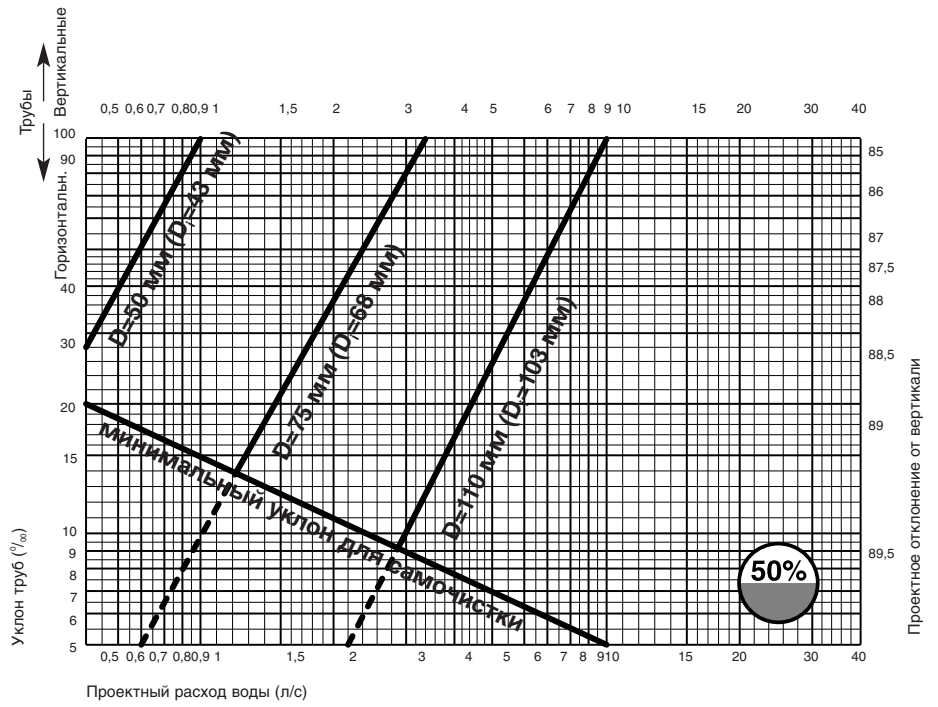 Трубы
Вертикальные
Горизонтальн.
0,5 0,6 0,7 0,8 0,9 1 1,5 2 3 4 5 6 7 8 9 10 15 20 30 40
100
90
40
30
20
15
10
9
8
7
6
5
85
86
87
87,5
88
88,5
89
89,5
D=50 мм (Di=43 мм)
D=75 мм (Di=68 мм)
D=110 мм (Di=103 мм)
минимальный уклон для самочистки
50%
Уклон труб (⁰/₀₀)
Проектное отклонение от вертикали
0,5 0,6 0,7 0,8 0,9 1 1,5 2 3 4 5 6 7 8 9 10 15 20 30 40
Проектный расход воды (л/с)